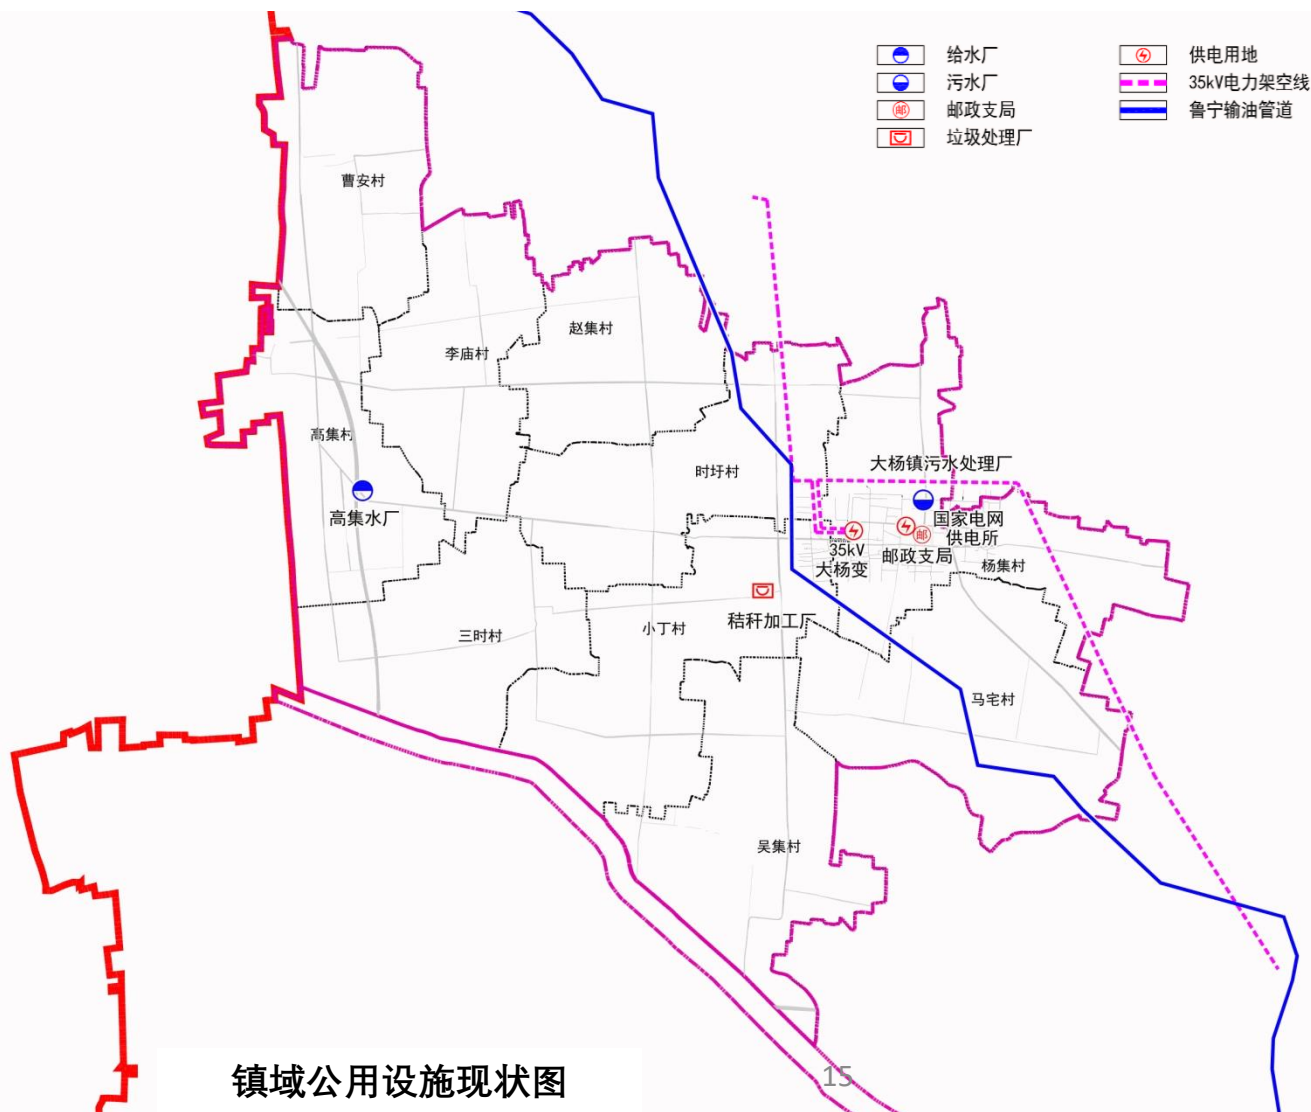 给水厂
供电用地
污水厂
35kV电力架空线
邮政支局
鲁宁输油管道
垃圾处理厂
曹安村
赵集村
李庙村
高集村
时圩村
大杨镇污水处理厂
高集水厂
国家电网
供电所
邮
35kV
大杨变
邮政支局
杨集村
秸秆加工厂
小丁村
三时村
马宅村
吴集村
镇域公用设施现状图
15